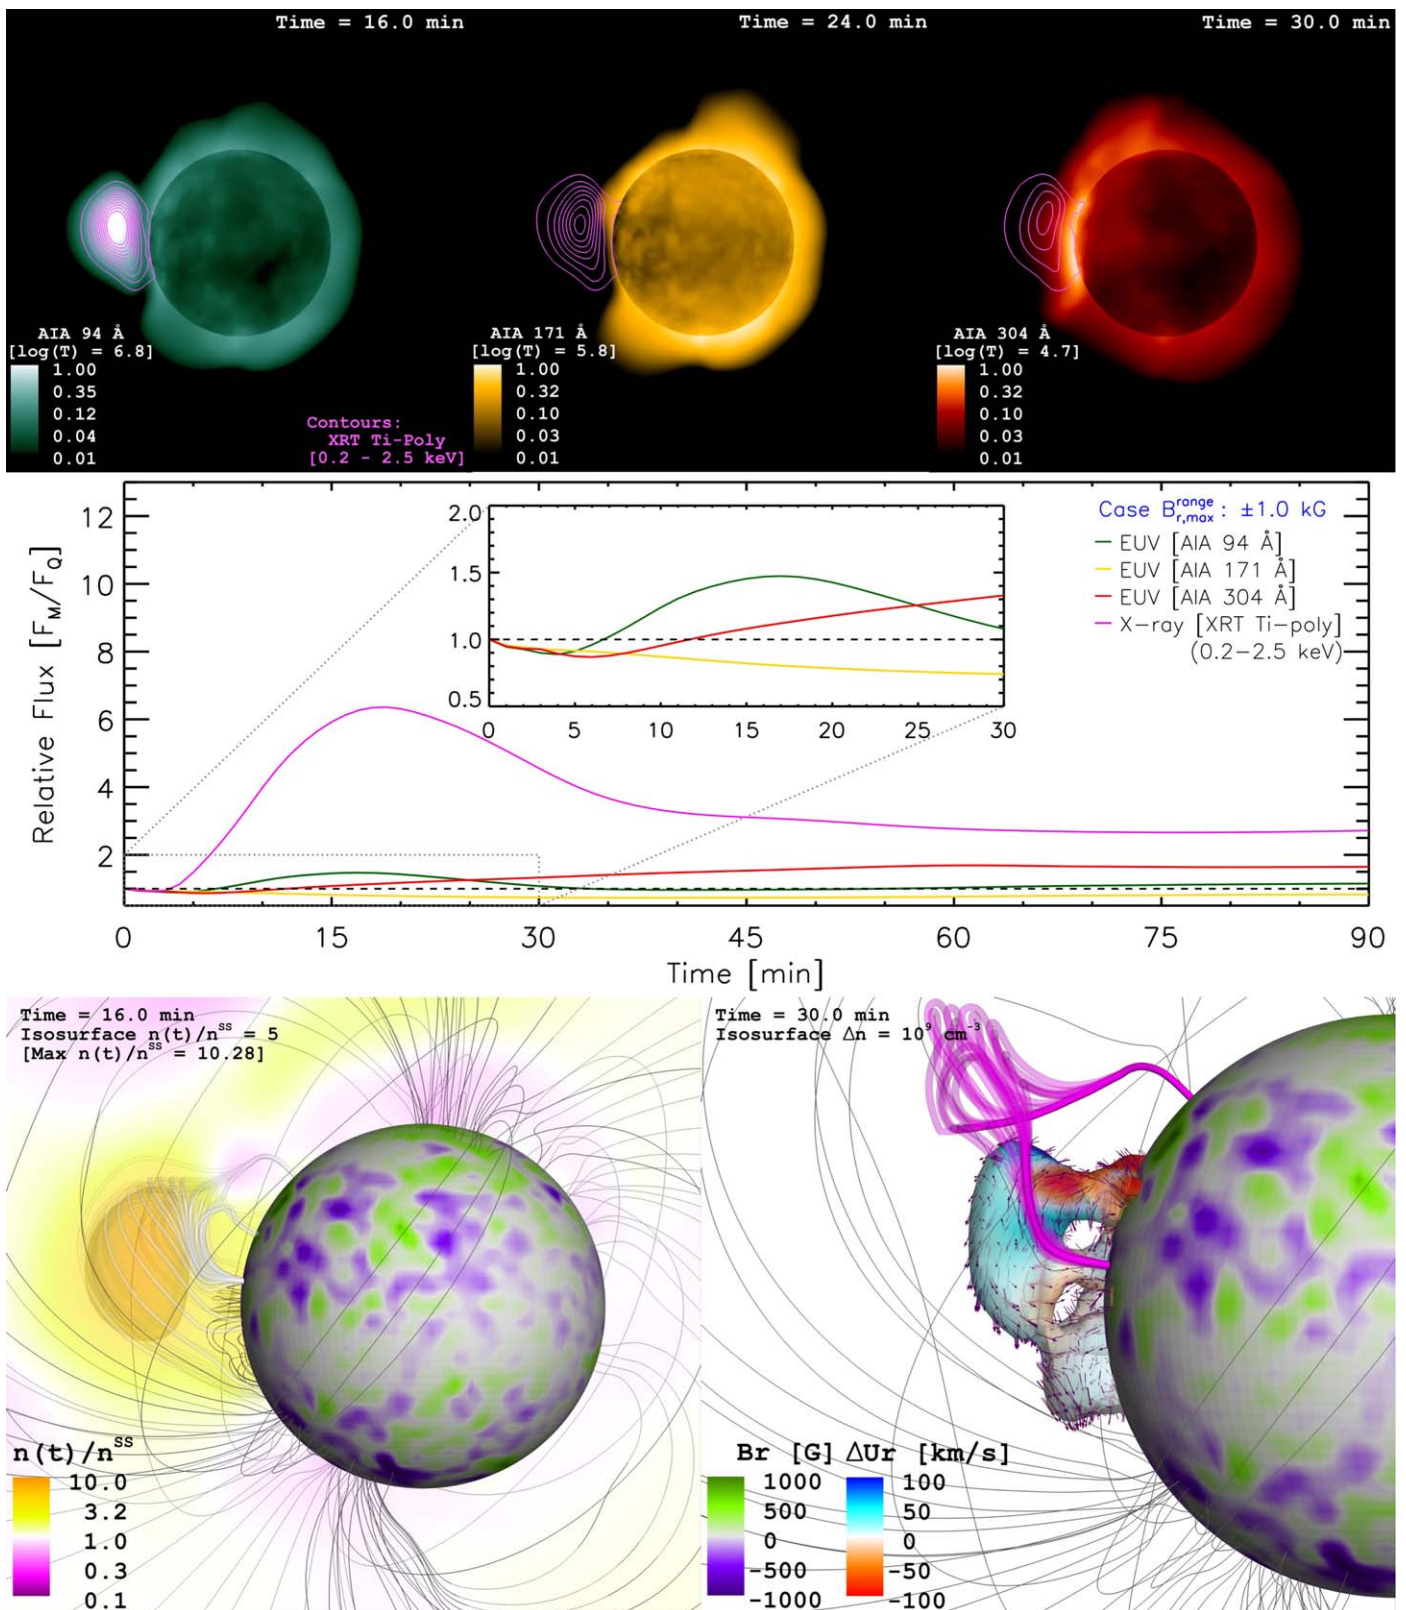 Time = 16.0 min
Time = 24.0 min
Time = 30.0 min
AIA 94 Å
[log(T) = 6.8]
1.00
0.35
0.12
0.04
0.01
Contours:
XRT Ti-Poly
[0.2 - 2.5 keV]
AIA 171 Å
[log(T) = 5.8]
1.00
0.32
0.10
0.03
0.01
AIA 304 Å
[log(T) = 4.7]
1.00
0.32
0.10
0.03
0.01
Relative Flux [F_M/F_Q]
12
10
8
6
4
2
2.0
1.5
1.0
0.5
0 5 10 15 20 25 30
Case B^range_r,max : ±1.0 kG
EUV [AIA 94 Å]
EUV [AIA 171 Å]
EUV [AIA 304 Å]
X-ray [XRT Ti-poly]
(0.2-2.5 keV)
0 15 30 45 60 75 90
Time [min]
Time = 16.0 min
Isosurface n(t)/n^SS = 5
[Max n(t)/n^SS = 10.28]
n(t)/n^SS
10.0
3.2
1.0
0.3
0.1
Time = 30.0 min
Isosurface Δn = 10^9 cm^-3
Br [G] ΔUr [km/s]
1000 100
500 50
0 0
-500 -50
-1000 -100